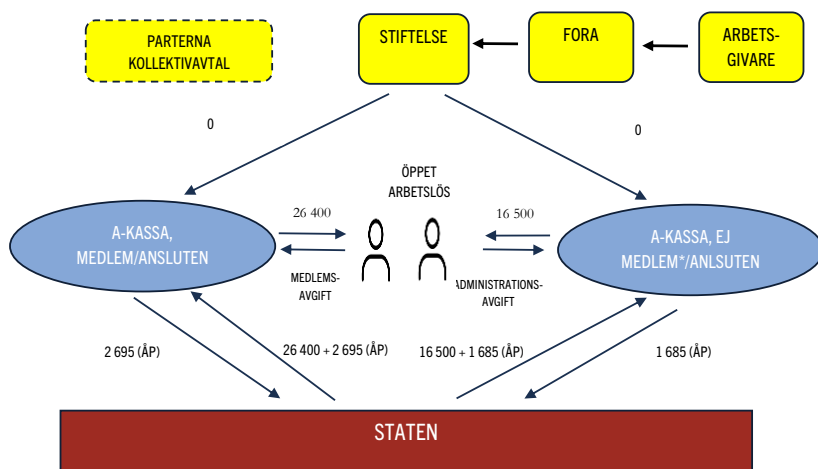 PARTERNA
KOLLEKTIVAVTAL
STIFTELSE
FORA
ARBETS-
GIVARE
0
0
ÖPPET
ARBETSLÖS
26 400
16 500
A-KASSA,
MEDLEM/ANSLUTEN
A-KASSA, EJ
MEDLEM*/ANLSUTEN
MEDLEMS-
AVGIFT
ADMINISTRATIONS-
AVGIFT
2 695 (ÅP)
26 400 + 2 695 (ÅP)
16 500 + 1 685 (ÅP)
1 685 (ÅP)
STATEN